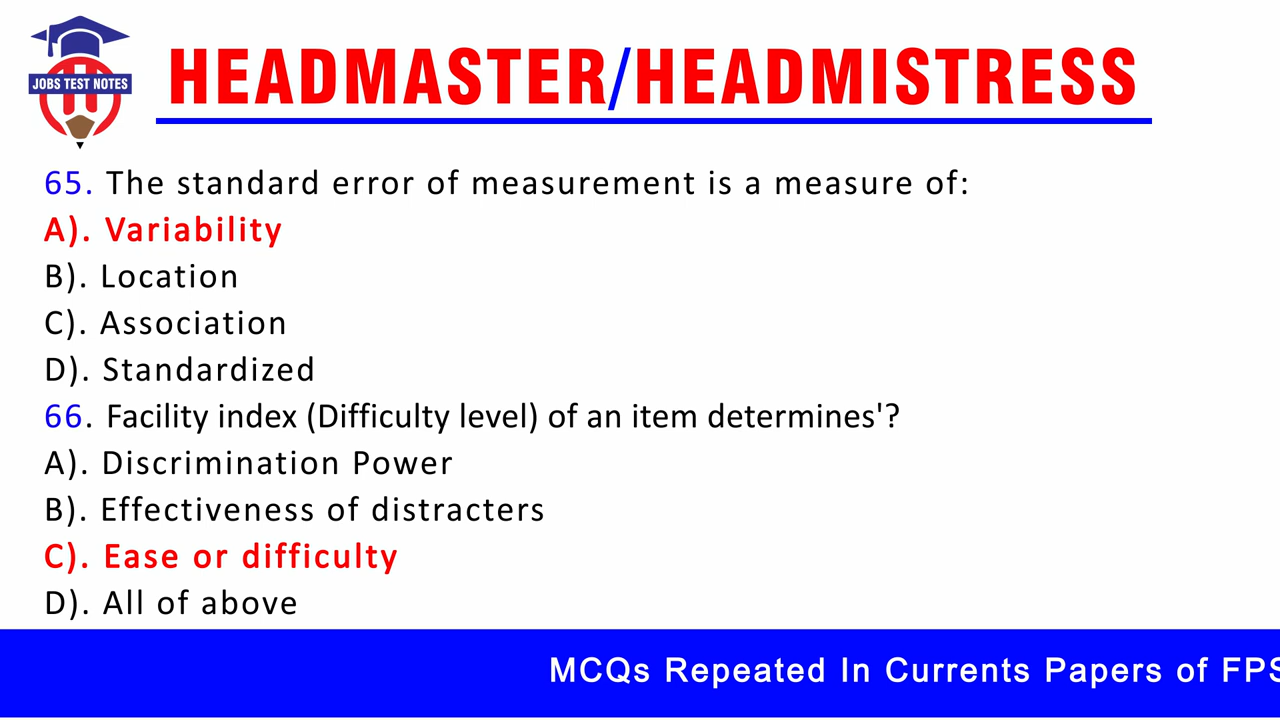 JOBS TEST NOTES
HEADMASTER/HEADMISTRESS
65. The standard error of measurement is a measure of:
A). Variability
B). Location
C). Association
D). Standardized
66. Facility index (Difficulty level) of an item determines'?
A). Discrimination Power
B). Effectiveness of distracters
C). Ease or difficulty
D). All of above
MCQs Repeated In Currents Papers of FPS